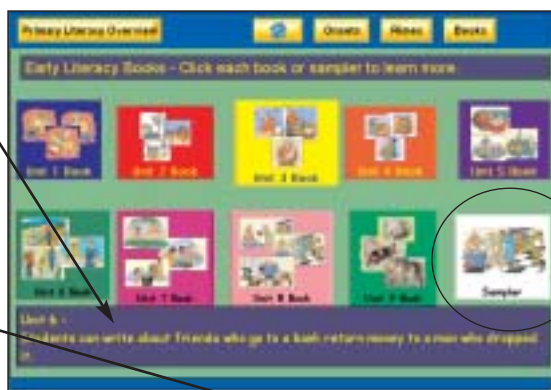 Primary Literacy Overview
Onsets
Rimes
Books
Early Literacy Books - Click each book or sampler to learn more.
Unit 1 Book
Unit 2 Book
Unit 3 Book
Unit 4 Book
Unit 5 Book
Unit 6 Book
Unit 7 Book
Unit 8 Book
Unit 9 Book
Sampler
Unit 6 -
Students can write about friends who go to a bank return money to a man who dropped
it.